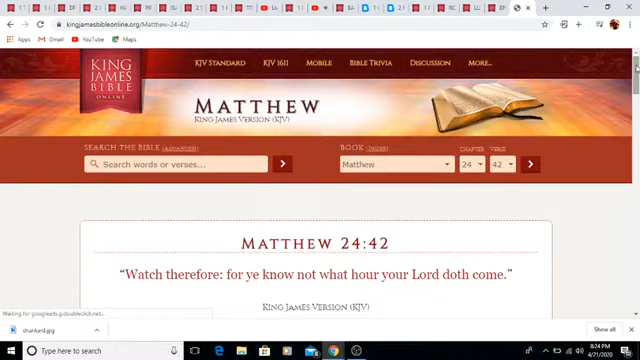 kingjamesbibleonline.org/Matthew-24-42/
Apps Gmail YouTube Maps
KING JAMES BIBLE ONLINE
KJV STANDARD KJV 1611 MOBILE BIBLE TRIVIA DISCUSSION MORE...
MATTHEW
KING JAMES VERSION (KJV)
SEARCH THE BIBLE (ADVANCED) BOOK (INDEX) CHAPTER VERSE
Search words or verses... Matthew 24 42
MATTHEW 24:42
“Watch therefore: for ye know not what hour your Lord doth come.”
KING JAMES VERSION (KJV)
Waiting for googleads.g.doubleclick.net...
drunkard.jpg Show all
Type here to search 8:24 PM
4/21/2020